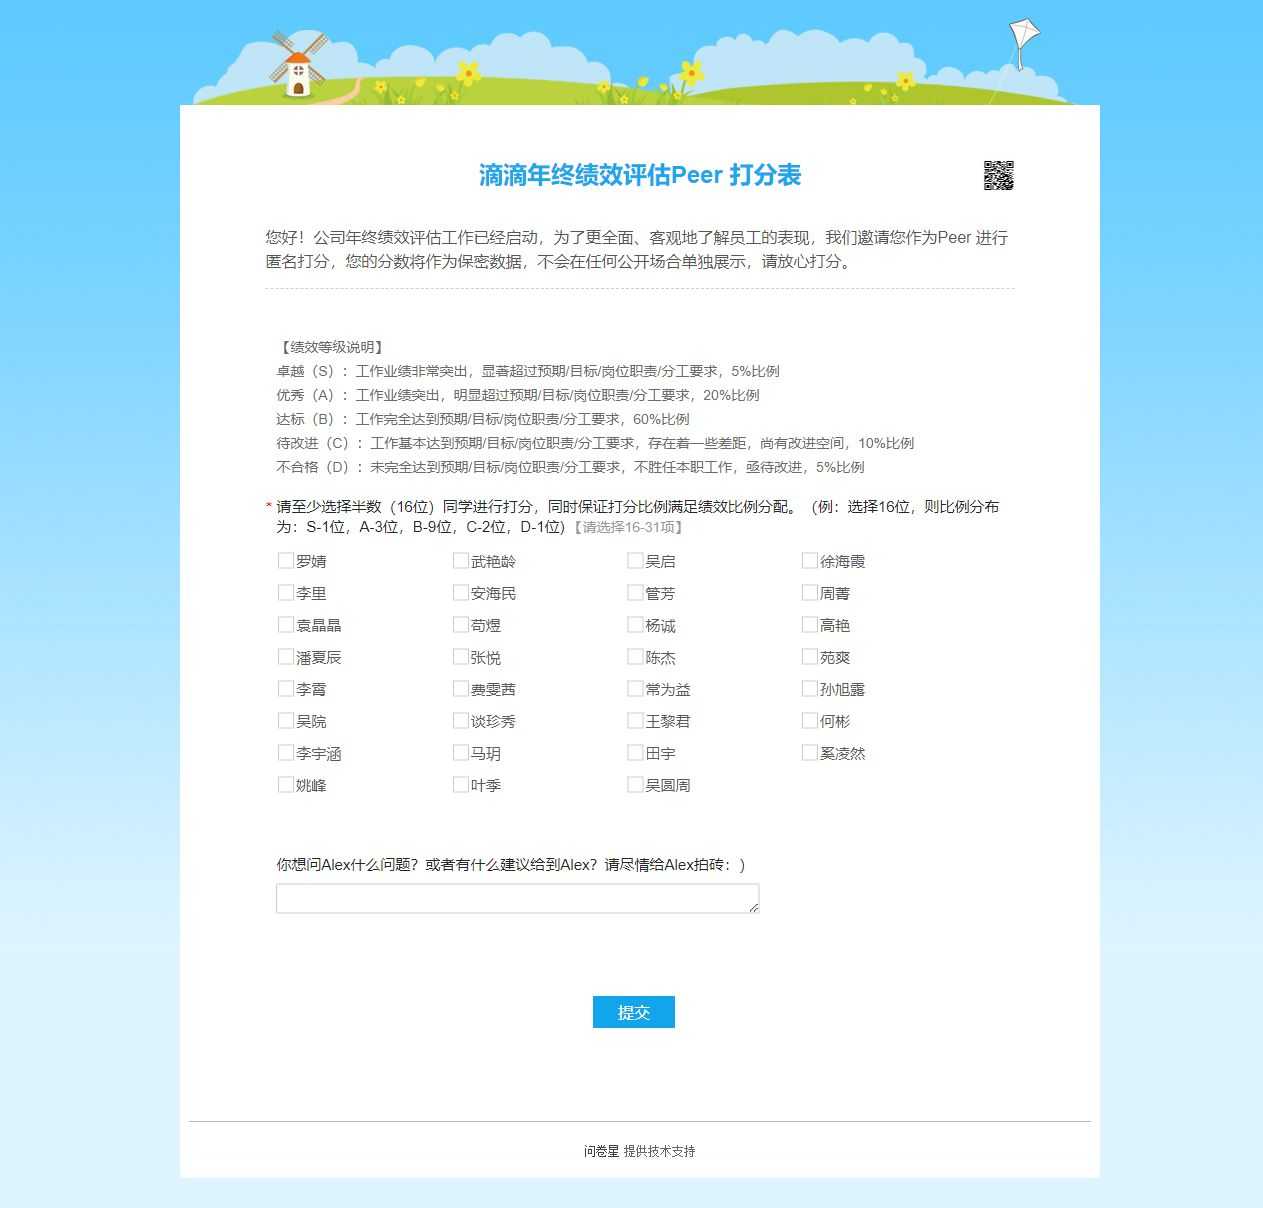 滴滴年终绩效评估Peer 打分表
您好！公司年终绩效评估工作已经启动，为了更全面、客观地了解员工的表现，我们邀请您作为Peer 进行
匿名打分，您的分数将作为保密数据，不会在任何公开场合单独展示，请放心打分。
【绩效等级说明】
卓越（S）：工作业绩非常突出，显著超过预期/目标/岗位职责/分工要求，5%比例
优秀（A）：工作业绩突出，明显超过预期/目标/岗位职责/分工要求，20%比例
达标（B）：工作完全达到预期/目标/岗位职责/分工要求，60%比例
待改进（C）：工作基本达到预期/目标/岗位职责/分工要求，存在着一些差距，尚有改进空间，10%比例
不合格（D）：未完全达到预期/目标/岗位职责/分工要求，不胜任本职工作，亟待改进，5%比例
* 请至少选择半数（16位）同学进行打分，同时保证打分比例满足绩效比例分配。（例：选择16位，则比例分布
为：S-1位，A-3位，B-9位，C-2位，D-1位)【请选择16-31项】
罗婧 武艳龄 吴启 徐海霞
李里 安海民 管芳 周菁
袁晶晶 苟煜 杨诚 高艳
潘夏辰 张悦 陈杰 苑爽
李霄 费雯茜 常为益 孙旭露
吴院 谈珍秀 王黎君 何彬
李宇涵 马玥 田宇 奚凌然
姚峰 叶季 吴圆周
你想问Alex什么问题？或者有什么建议给到Alex？请尽情给Alex拍砖：)
提交
问卷星 提供技术支持